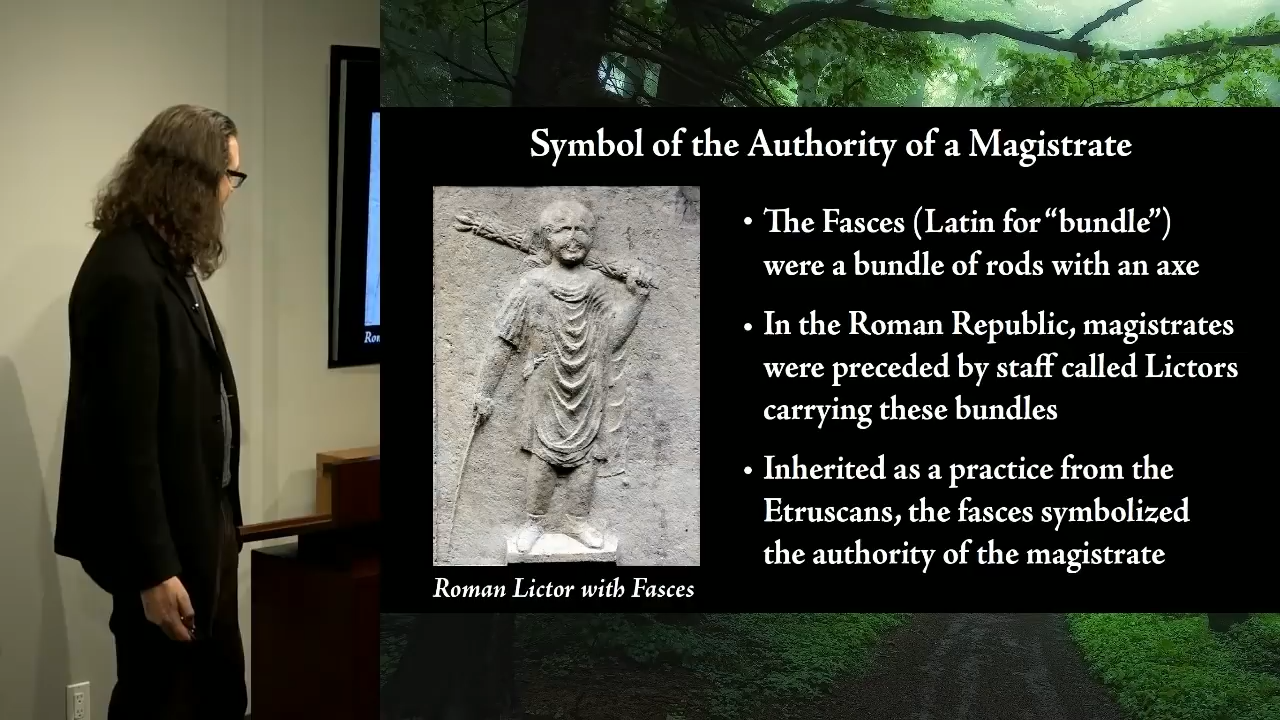 Symbol of the Authority of a Magistrate
• The Fasces (Latin for “bundle”)
were a bundle of rods with an axe
• In the Roman Republic, magistrates
were preceded by staff called Lictors
carrying these bundles
• Inherited as a practice from the
Etruscans, the fasces symbolized
the authority of the magistrate
Roman Lictor with Fasces